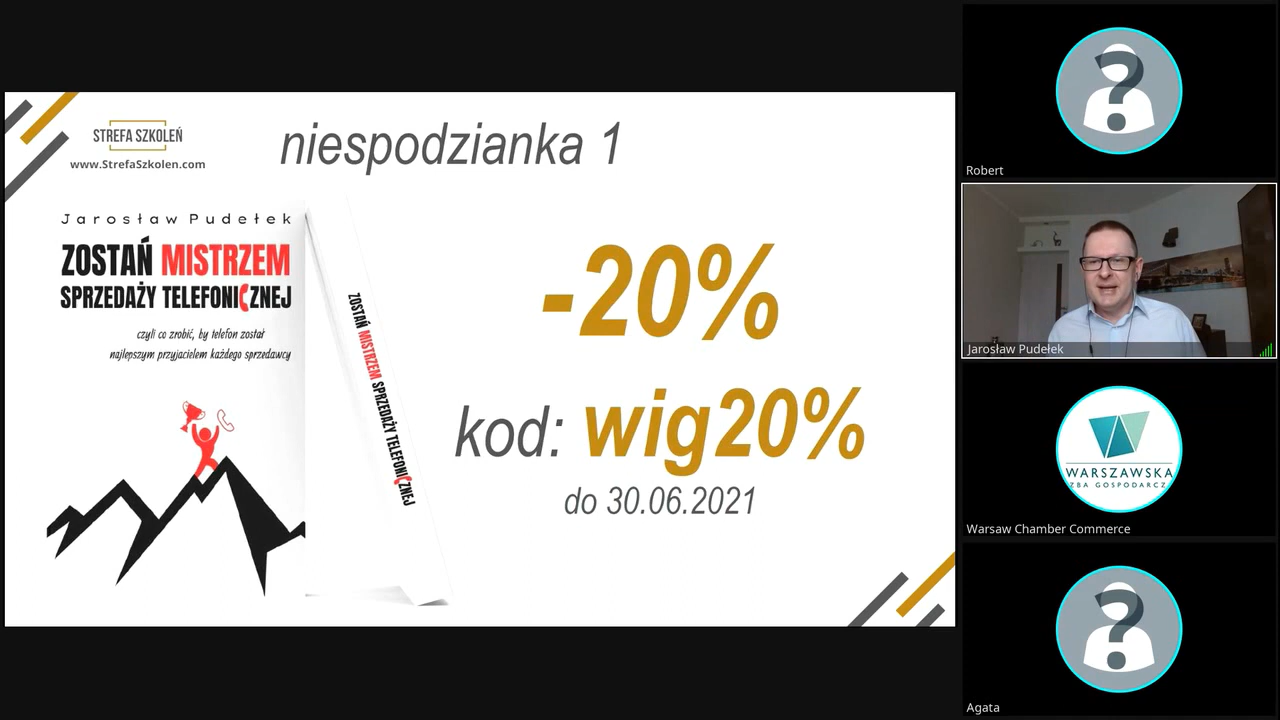 STREFA SZKOLEŃ
www.StrefaSzkolen.com
niespodzianka 1
Jarosław Pudełek
ZOSTAŃ MISTRZEM
SPRZEDAŻY TELEFONICZNEJ
czyli co zrobić, by telefon został
najlepszym przyjacielem każdego sprzedawcy
ZOSTAŃ MISTRZEM SPRZEDAŻY TELEFONICZNEJ
-20%
kod: wig20%
do 30.06.2021
Robert
Jarosław Pudełek
WARSZAWSKA
ZBA GOSPODARCZ
Warsaw Chamber Commerce
Agata